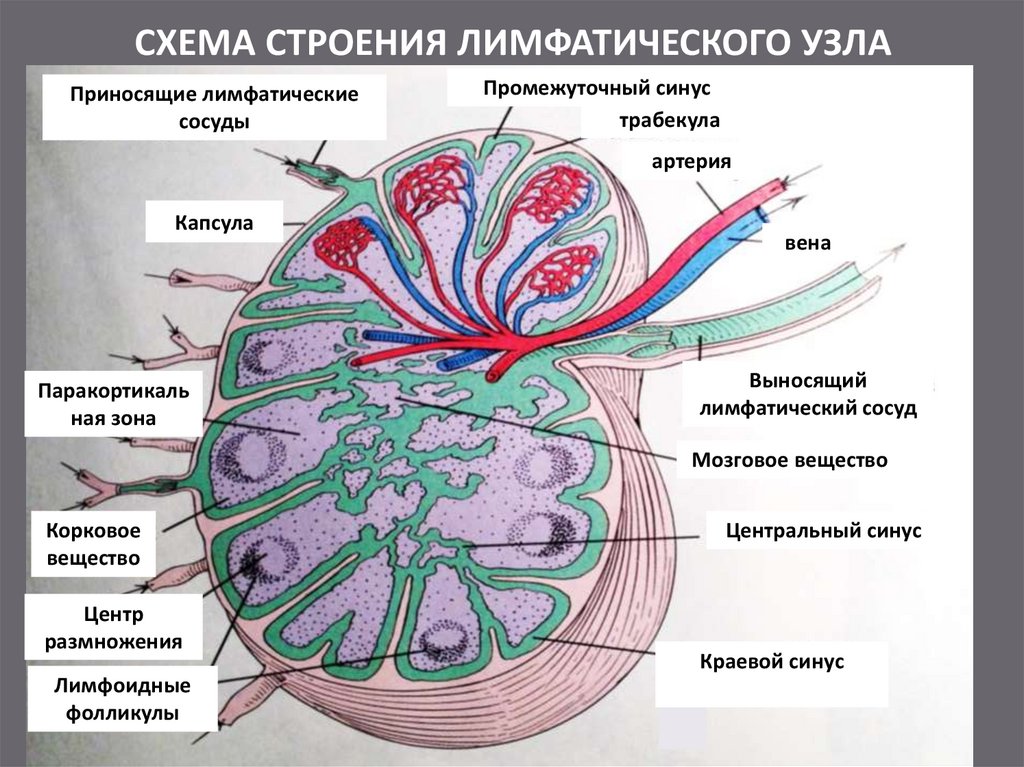 СХЕМА СТРОЕНИЯ ЛИМФАТИЧЕСКОГО УЗЛА
Приносящие лимфатические
сосуды
Промежуточный синус
трабекула
артерия
Капсула
вена
Паракортикаль
ная зона
Выносящий
лимфатический сосуд
Мозговое вещество
Корковое
вещество
Центральный синус
Центр
размножения
Краевой синус
Лимфоидные
фолликулы